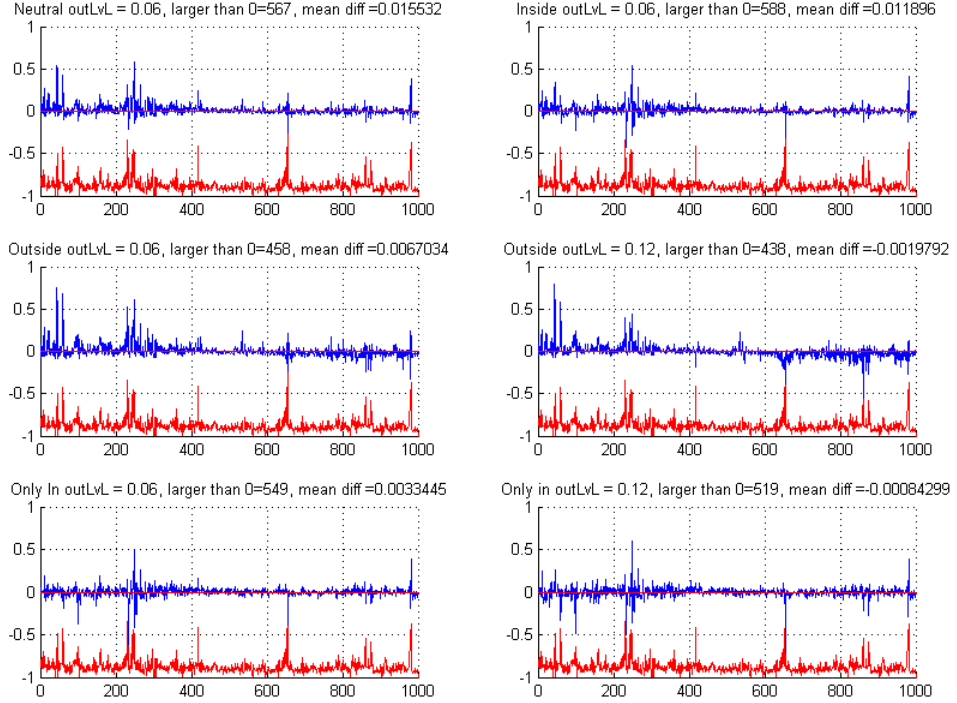 Neutral outLvL = 0.06, larger than 0=567, mean diff =0.015532
1
0.5
0
-0.5
-1
0 200 400 600 800 1000
Inside outLvL = 0.06, larger than 0=588, mean diff =0.011896
1
0.5
0
-0.5
-1
0 200 400 600 800 1000
Outside outLvL = 0.06, larger than 0=458, mean diff =0.0067034
1
0.5
0
-0.5
-1
0 200 400 600 800 1000
Outside outLvL = 0.12, larger than 0=438, mean diff =-0.0019792
1
0.5
0
-0.5
-1
0 200 400 600 800 1000
Only In outLvL = 0.06, larger than 0=549, mean diff =0.0033445
1
0.5
0
-0.5
-1
0 200 400 600 800 1000
Only in outLvL = 0.12, larger than 0=519, mean diff =-0.00084299
1
0.5
0
-0.5
-1
0 200 400 600 800 1000